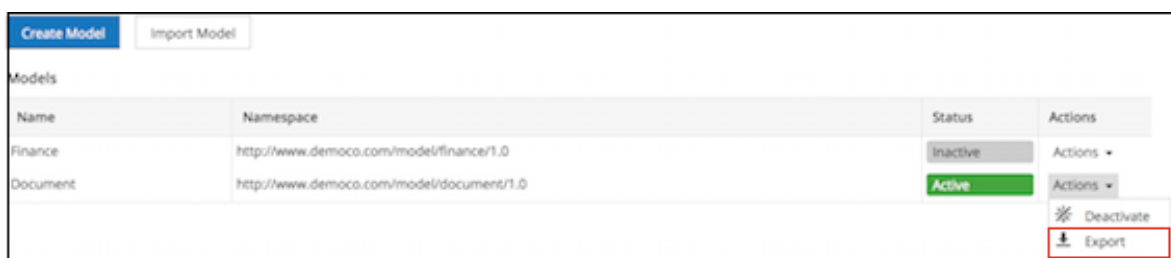 Create Model Import Model
Models
Name Namespace Status Actions
Finance http://www.democo.com/model/finance/1.0 Inactive Actions
Document http://www.democo.com/model/document/1.0 Active Actions
Deactivate
Export